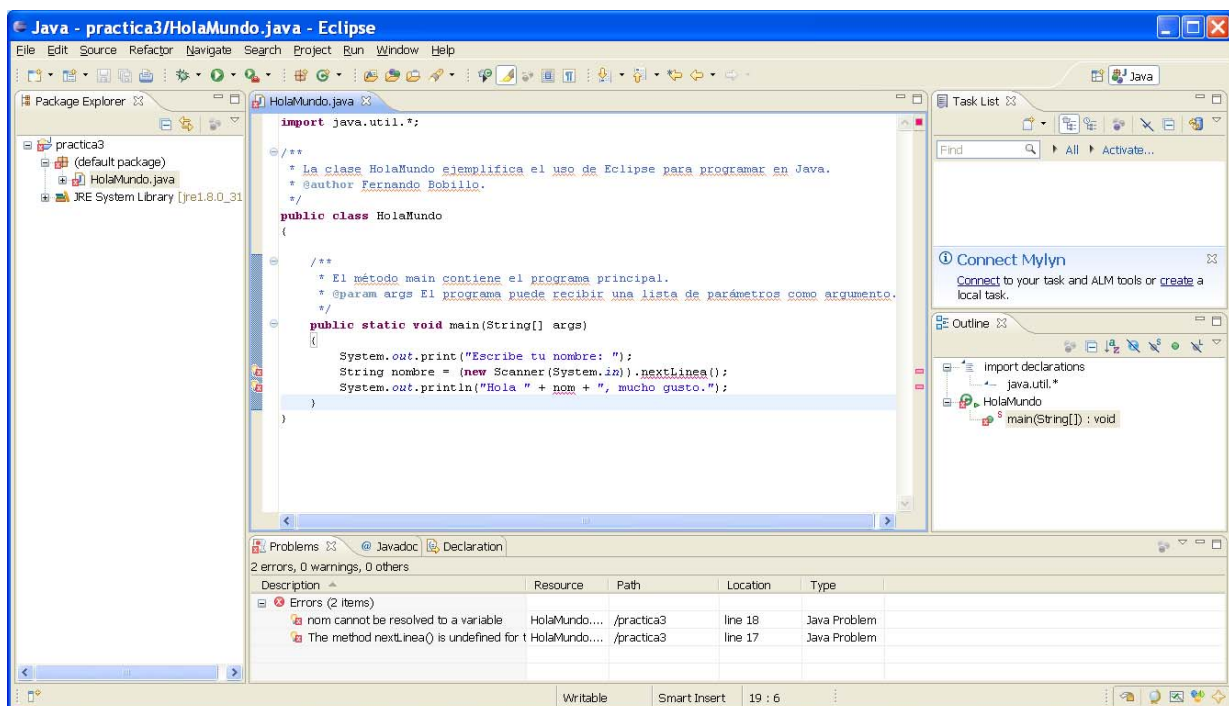 Java - practica3/HolaMundo.java - Eclipse
File Edit Source Refactor Navigate Search Project Run Window Help
Java
Package Explorer
practica3
(default package)
HolaMundo.java
JRE System Library [jre1.8.0_31
HolaMundo.java
import java.util.*;
/**
* La clase HolaMundo ejemplifica el uso de Eclipse para programar en Java.
* @author Fernando Bobillo.
*/
public class HolaMundo
{
/**
* El método main contiene el programa principal.
* @param args El programa puede recibir una lista de parámetros como argumento.
*/
public static void main(String[] args)
{
System.out.print("Escribe tu nombre: ");
String nombre = (new Scanner(System.in)).nextLinea();
System.out.println("Hola " + nom + ", mucho gusto.");
}
}
Task List
Find All Activate...
Connect Mylyn
Connect to your task and ALM tools or create a
local task.
Outline
import declarations
java.util.*
HolaMundo
main(String[]) : void
Problems Javadoc Declaration
2 errors, 0 warnings, 0 others
Description Resource Path Location Type
Errors (2 items)
nom cannot be resolved to a variable HolaMundo.... /practica3 line 18 Java Problem
The method nextLinea() is undefined for t HolaMundo.... /practica3 line 17 Java Problem
Writable Smart Insert 19 : 6